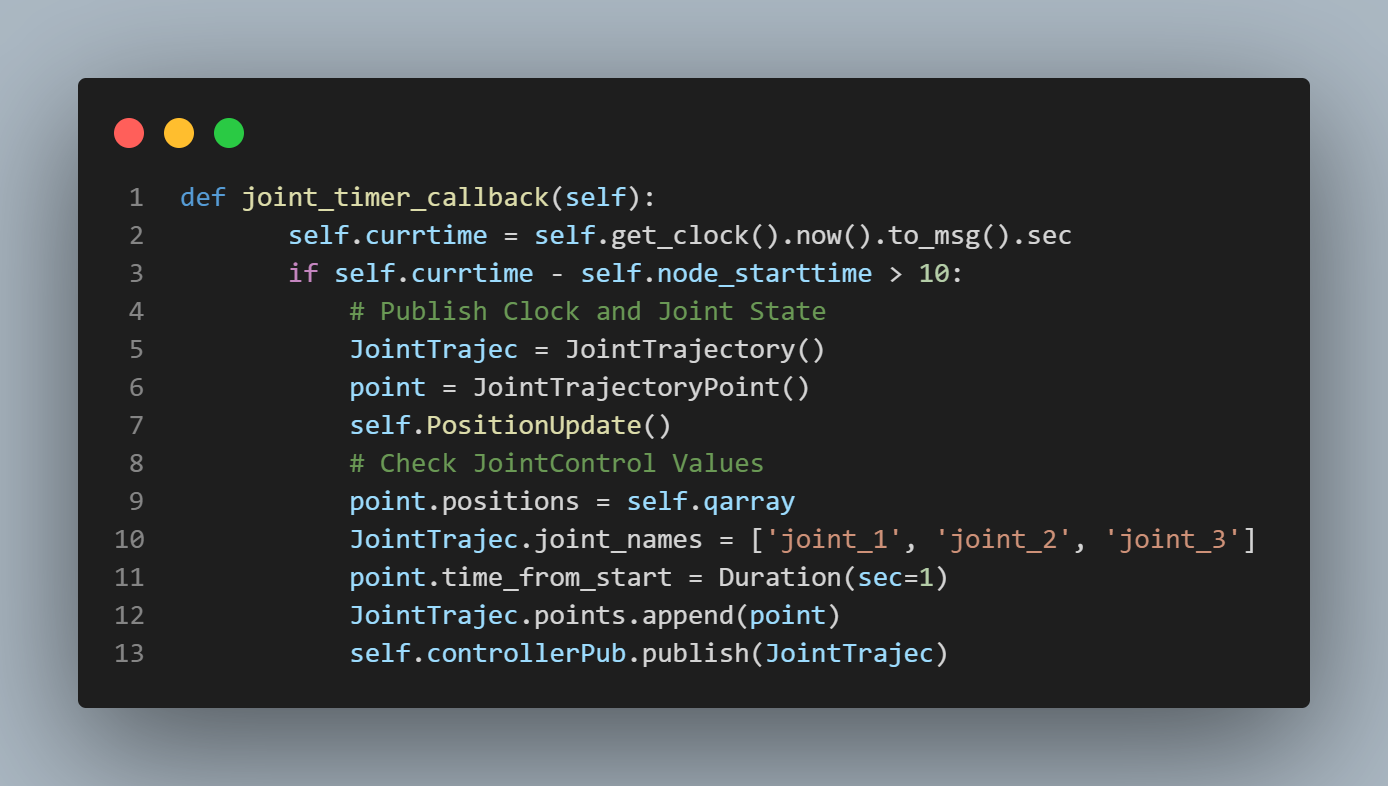 1 def joint_timer_callback(self):
2 self.currtime = self.get_clock().now().to_msg().sec
3 if self.currtime - self.node_starttime > 10:
4 # Publish Clock and Joint State
5 JointTrajec = JointTrajectory()
6 point = JointTrajectoryPoint()
7 self.PositionUpdate()
8 # Check JointControl Values
9 point.positions = self.qarray
10 JointTrajec.joint_names = ['joint_1', 'joint_2', 'joint_3']
11 point.time_from_start = Duration(sec=1)
12 JointTrajec.points.append(point)
13 self.controllerPub.publish(JointTrajec)